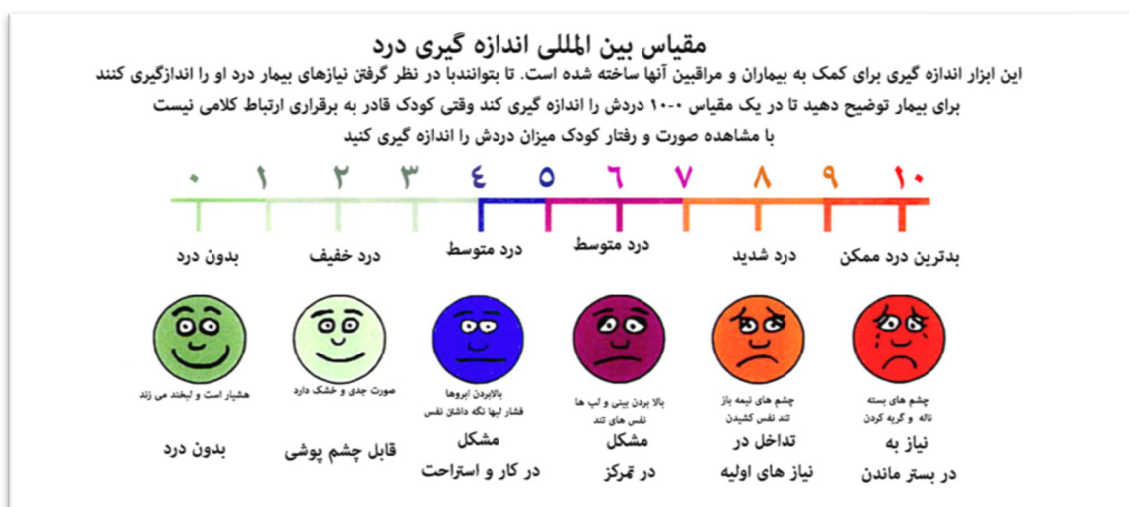 مقیاس بین المللی اندازه گیری درد
این ابزار اندازه گیری برای کمک به بیماران و مراقبین آنها ساخته شده است. تا بتوانندبا در نظر گرفتن نیازهای بیمار درد او را اندازگیری کنند
برای بیمار توضیح دهید تا در یک مقیاس ۰-۱۰ دردش را اندازه گیری کند وقتی کودک قادر به برقراری ارتباط کلامی نیست
با مشاهده صورت و رفتار کودک میزان دردش را اندازه گیری کنید
۰ ۱ ۲ ۳ ٤ ۵ ٦ ۷ ۸ ۹ ۱۰
بدون درد درد خفیف درد متوسط درد متوسط درد شدید بدترین درد ممکن
هشیار است و لبخند می زند
صورت جدی و خشک دارد
بالابردن ابروها
فشار لبها نگه داشتن نفس
بالا بردن بینی و لپ ها
نفس های تند
چشم های نیمه باز
تند نفس کشیدن
چشم های بسته
ناله و گریه کردن
بدون درد
قابل چشم پوشی
مشکل
در کار و استراحت
مشکل
در تمرکز
تداخل در
نیاز های اولیه
نیاز به
در بستر ماندن